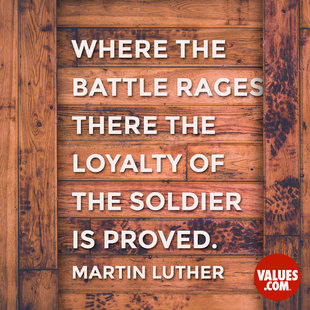 WHERE THE
BATTLE RAGES
THERE THE
LOYALTY OF
THE SOLDIER
IS PROVED.
MARTIN LUTHER
VALUES
.COM